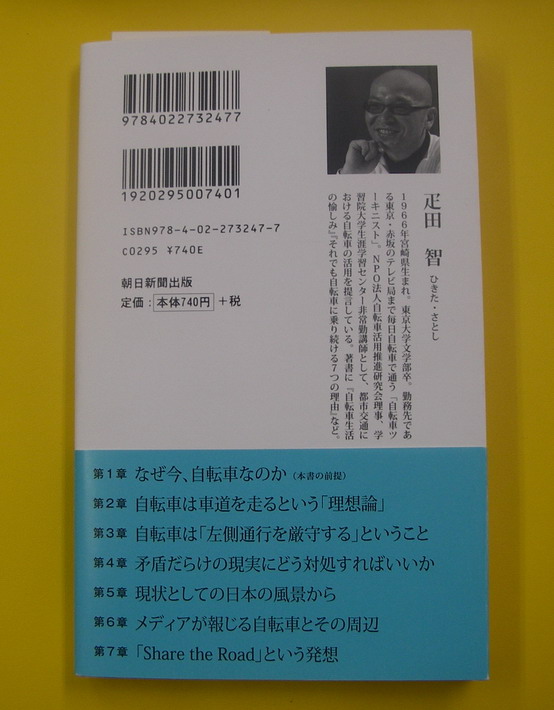 9784022732477
1920295007401
ISBN978-4-02-273247-7
C0295 ¥740E
朝日新聞出版
定価：本体740円＋税
疋田 智 ひきた・さとし
1966年宮崎県生まれ。東京大学文学部卒。勤務先であ
る東京・赤坂のテレビ局まで毎日自転車で通う「自転車ツ
ーキニスト」。NPO法人自転車活用推進研究会理事、学
習院大学生涯学習センター非常勤講師として、都市交通に
おける自転車の活用を提言している。著書に『自転車生活
の愉しみ』『それでも自転車に乗り続ける7つの理由』など。
第1章 なぜ今、自転車なのか（本書の前提）
第2章 自転車は車道を走るという「理想論」
第3章 自転車は「左側通行を厳守する」ということ
第4章 矛盾だらけの現実にどう対処すればいいか
第5章 現状としての日本の風景から
第6章 メディアが報じる自転車とその周辺
第7章 「Share the Road」という発想